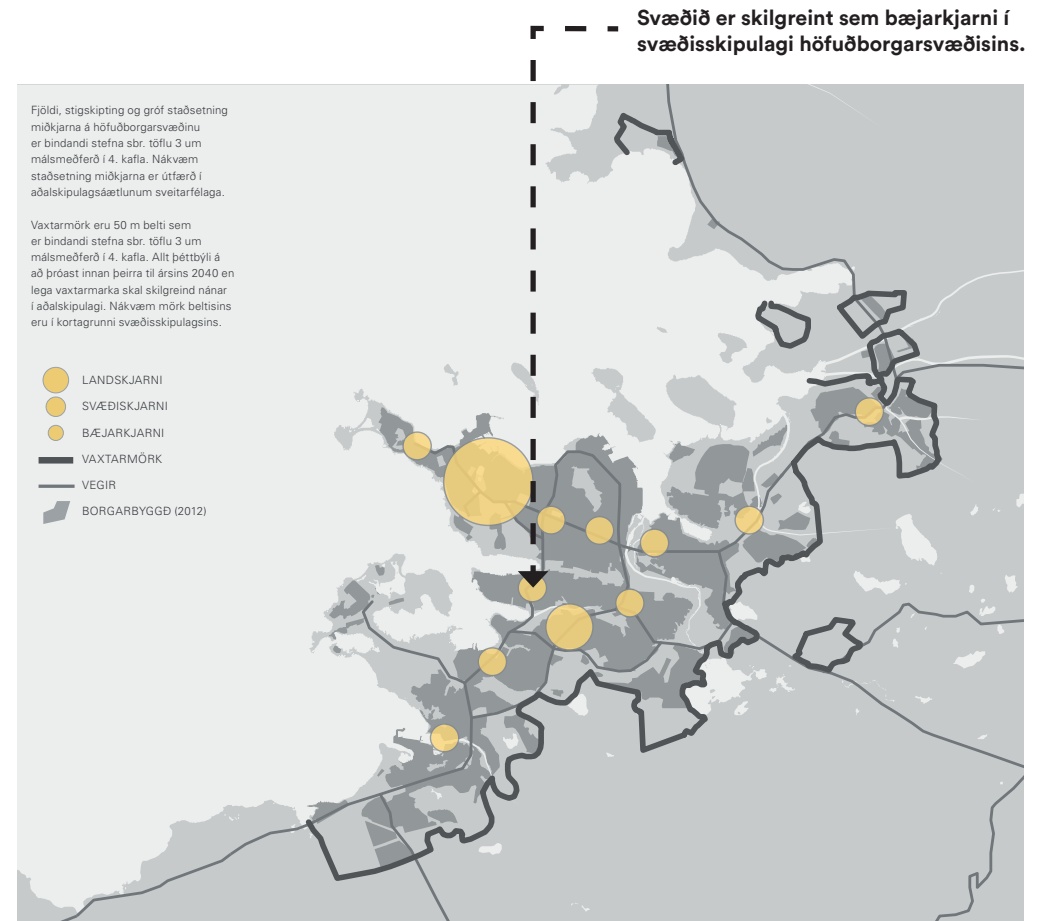 Svæðið er skilgreint sem bæjarkjarni í
svæðisskipulagi höfuðborgarsvæðisins.
Fjöldi, stigskipting og gróf staðsetning
miðkjarna á höfuðborgarsvæðinu
er bindandi stefna sbr. töflu 3 um
málsmeðferð í 4. kafla. Nákvæm
staðsetning miðkjarna er útfærð í
aðalskipulagsáætlunum sveitarfélaga.
Vaxtarmörk eru 50 m belti sem
er bindandi stefna sbr. töflu 3 um
málsmeðferð í 4. kafla. Allt þéttbýli á
að þróast innan þeirra til ársins 2040 en
lega vaxtarmarka skal skilgreind nánar
í aðalskipulagi. Nákvæm mörk beltisins
eru í kortagrunni svæðisskipulagsins.
LANDSKJARNI
SVÆÐISKJARNI
BÆJARKJARNI
VAXTARMÖRK
VEGIR
BORGARBYGGÐ (2012)